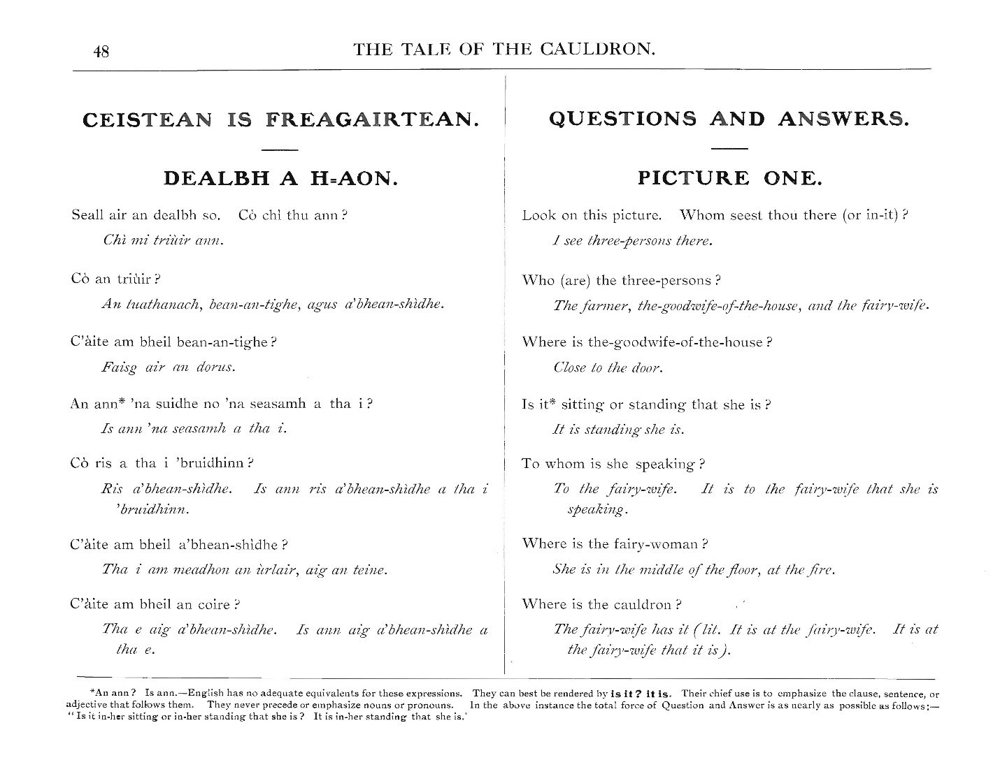 48
THE TALE OF THE CAULDRON.
CEISTEAN IS FREAGAIRTEAN.
DEALBH A H=AON.
Seall air an dealbh so. Cò chì thu ann ?
Chì mi triùir ann.
Cò an triùir ?
An tuathanach, bean-an-tighe, agus a'bhean-shìdhe.
C'àite am bheil bean-an-tighe ?
Faisg air an dorus.
An ann* 'na suidhe no 'na seasamh a tha i ?
Is ann 'na seasamh a tha i.
Cò ris a tha i 'bruidhinn ?
Ris a'bhean-shìdhe. Is ann ris a'bhean-shìdhe a tha i
'bruidhinn.
C'àite am bheil a'bhean-shìdhe ?
Tha i am meadhon an ùrlair, aig an teine.
C'àite am bheil an coire ?
Tha e aig a'bhean-shìdhe. Is ann aig a'bhean-shìdhe a
tha e.
QUESTIONS AND ANSWERS.
PICTURE ONE.
Look on this picture. Whom seest thou there (or in-it) ?
I see three-persons there.
Who (are) the three-persons ?
The farmer, the-goodwife-of-the-house, and the fairy-wife.
Where is the-goodwife-of-the-house ?
Close to the door.
Is it* sitting or standing that she is ?
It is standing she is.
To whom is she speaking ?
To the fairy-wife. It is to the fairy-wife that she is
speaking.
Where is the fairy-woman ?
She is in the middle of the floor, at the fire.
Where is the cauldron ?
The fairy-wife has it (lit. It is at the fairy-wife. It is at
the fairy-wife that it is).
*An ann ? Is ann.—English has no adequate equivalents for these expressions. They can best be rendered by is it ? it is. Their chief use is to emphasize the clause, sentence, or
adjective that follows them. They never precede or emphasize nouns or pronouns. In the above instance the total force of Question and Answer is as nearly as possible as follows ;—
" Is it in-her sitting or in-her standing that she is ? It is in-her standing that she is.'